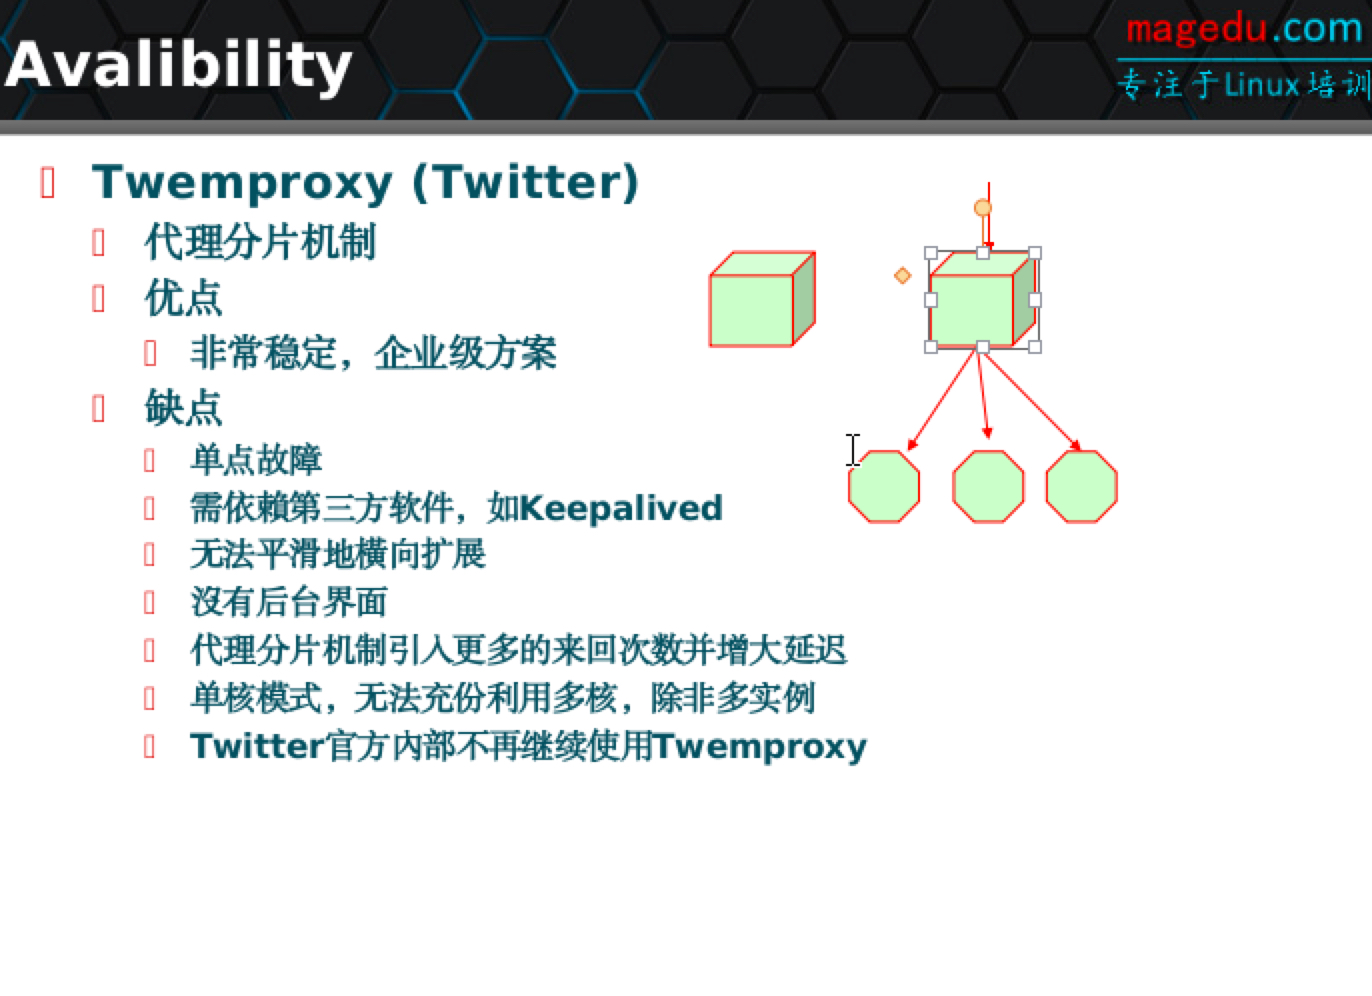 Avalibility
magedu.com
专注于Linux培训
Twemproxy (Twitter)
代理分片机制
优点
非常稳定，企业级方案
缺点
单点故障
需依赖第三方软件，如Keepalived
无法平滑地横向扩展
沒有后台界面
代理分片机制引入更多的来回次数并增大延迟
单核模式，无法充份利用多核，除非多实例
Twitter官方内部不再继续使用Twemproxy